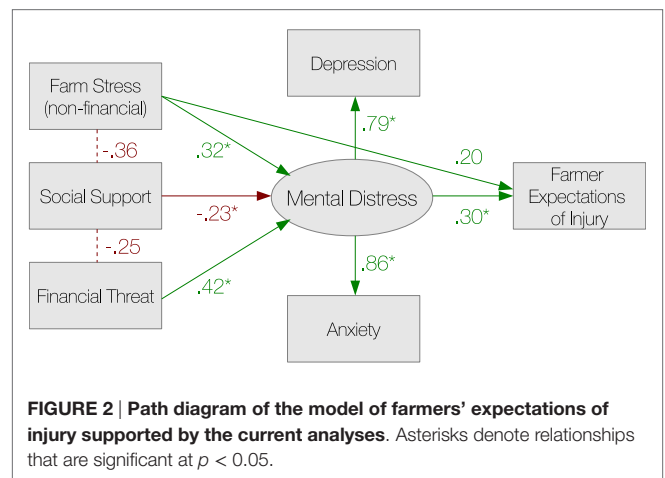 Depression
Farm Stress
(non-financial)
.79*
-.36
.32*
.20
Social Support
Mental Distress
Farmer
Expectations
of Injury
-.23*
.30*
-.25
.42*
.86*
Financial Threat
Anxiety
FIGURE 2 | Path diagram of the model of farmers’ expectations of
injury supported by the current analyses. Asterisks denote relationships
that are significant at p < 0.05.